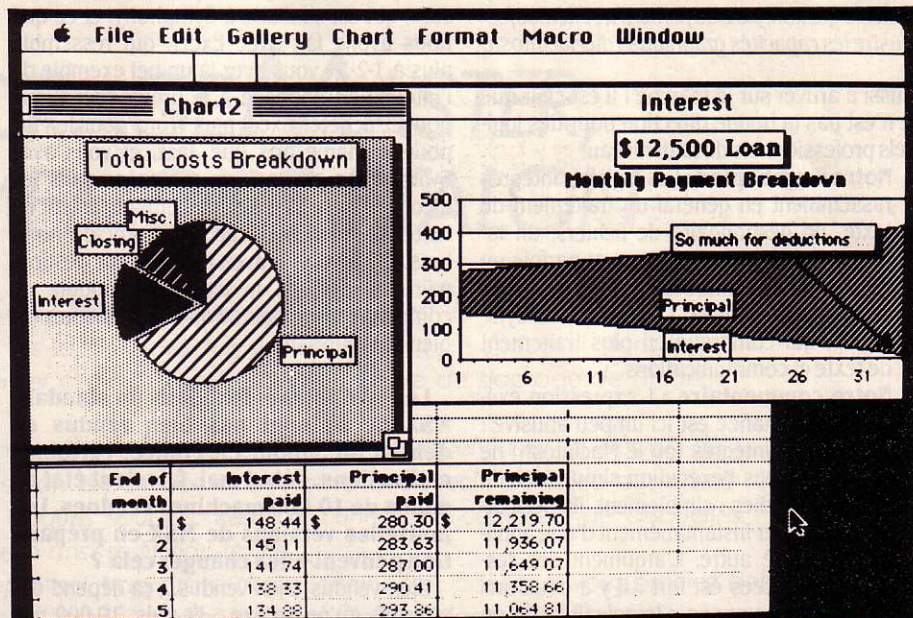 File Edit Gallery Chart Format Macro Window
Chart2
Total Costs Breakdown
Misc.
Closing
Interest
Principal
Interest
$12,500 Loan
Monthly Payment Breakdown
500
400
300
200
100
0
So much for deductions...
Principal
Interest
1 6 11 16 21 26 31
End of month Interest paid Principal paid Principal remaining
1 $ 148.44 $ 280.30 $ 12,219.70
2 145.11 283.63 11,936.07
3 141.74 287.00 11,649.07
4 290.41 11,358.66
5 134.88 293.86 11,064.81